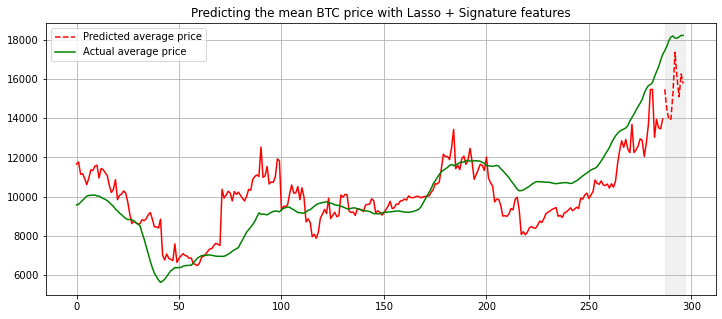 Predicting the mean BTC price with Lasso + Signature features
Predicted average price
Actual average price
18000
16000
14000
12000
10000
8000
6000
0 50 100 150 200 250 300